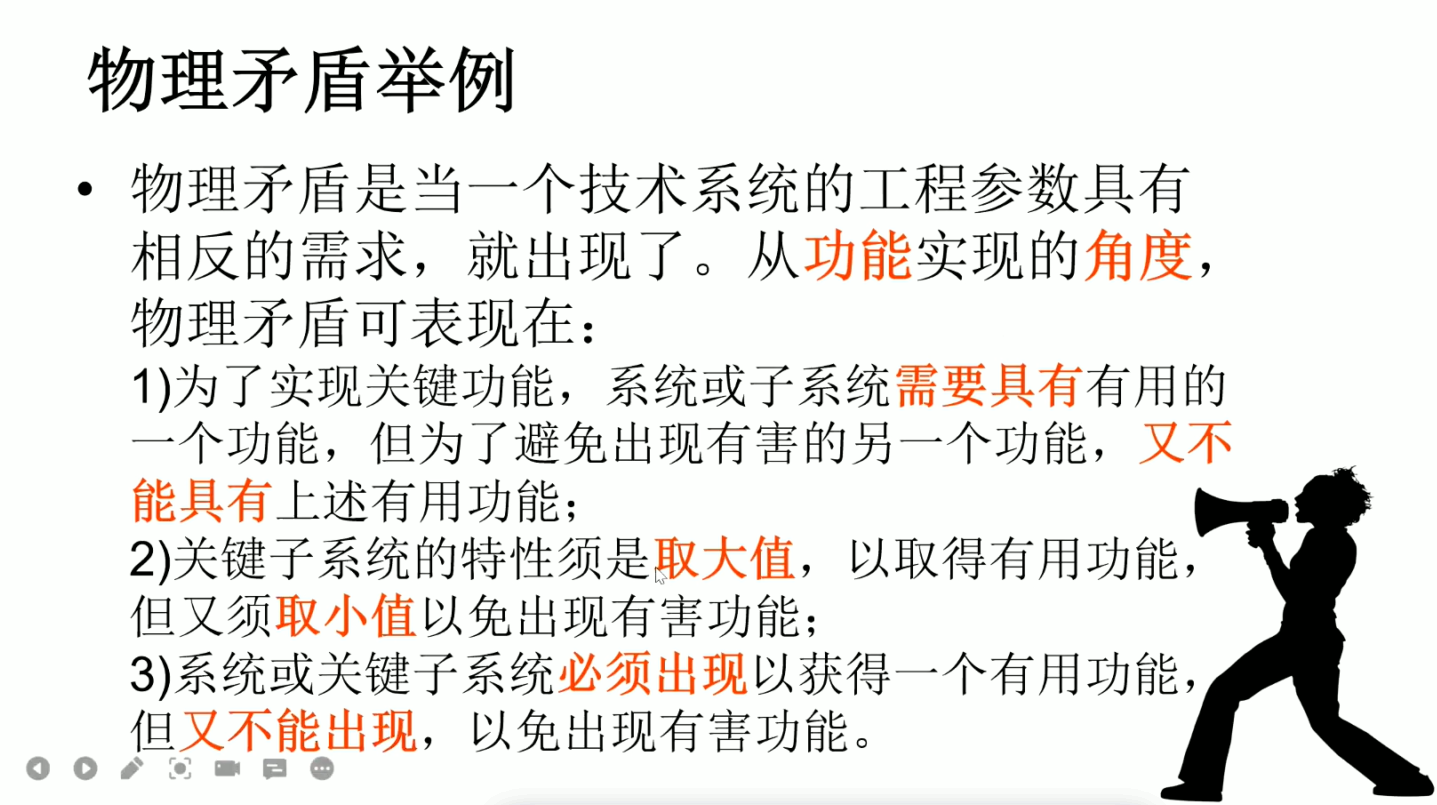 物理矛盾举例
• 物理矛盾是当一个技术系统的工程参数具有
相反的需求，就出现了。从功能实现的角度，
物理矛盾可表现在：
1)为了实现关键功能，系统或子系统需要具有有用的
一个功能，但为了避免出现有害的另一个功能，又不
能具有上述有用功能；
2)关键子系统的特性须是取大值，以取得有用功能，
但又须取小值以免出现有害功能；
3)系统或关键子系统必须出现以获得一个有用功能，
但又不能出现，以免出现有害功能。